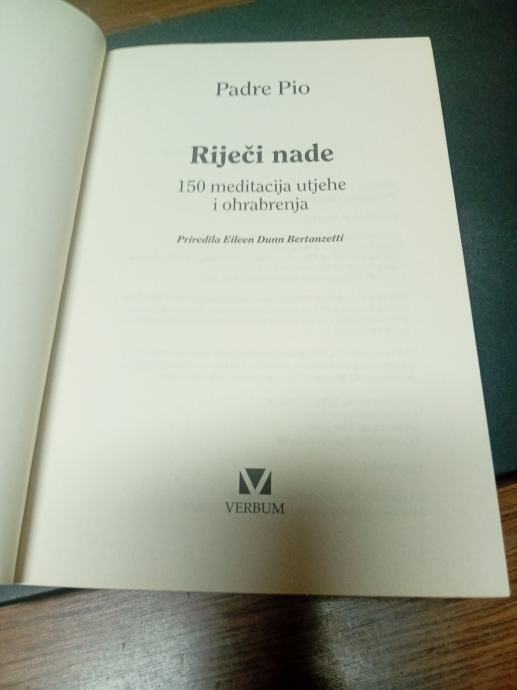 Padre Pio
Riječi nade
150 meditacija utjehe
i ohrabrenja
Priredila Eileen Dunn Bertanzetti
VERBUM